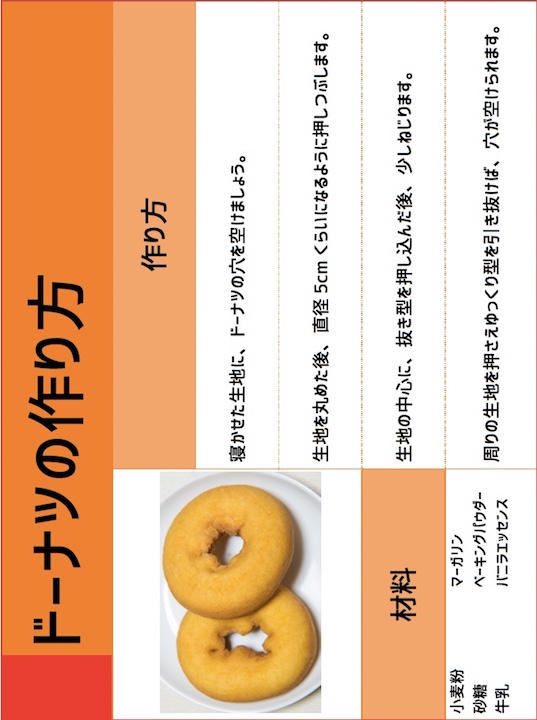 ドーナツの作り方
作り方
寝かせた生地に、ドーナツの穴を空けましょう。
生地を丸めた後、直径 5cm くらいになるように押しつぶします。
生地の中心に、抜き型を押し込んだ後、少しねじります。
周りの生地を押さえゆっくり型を引き抜けば、穴が空けられます。
材料
小麦粉 マーガリン
砂糖 ベーキングパウダー
牛乳 バニラエッセンス